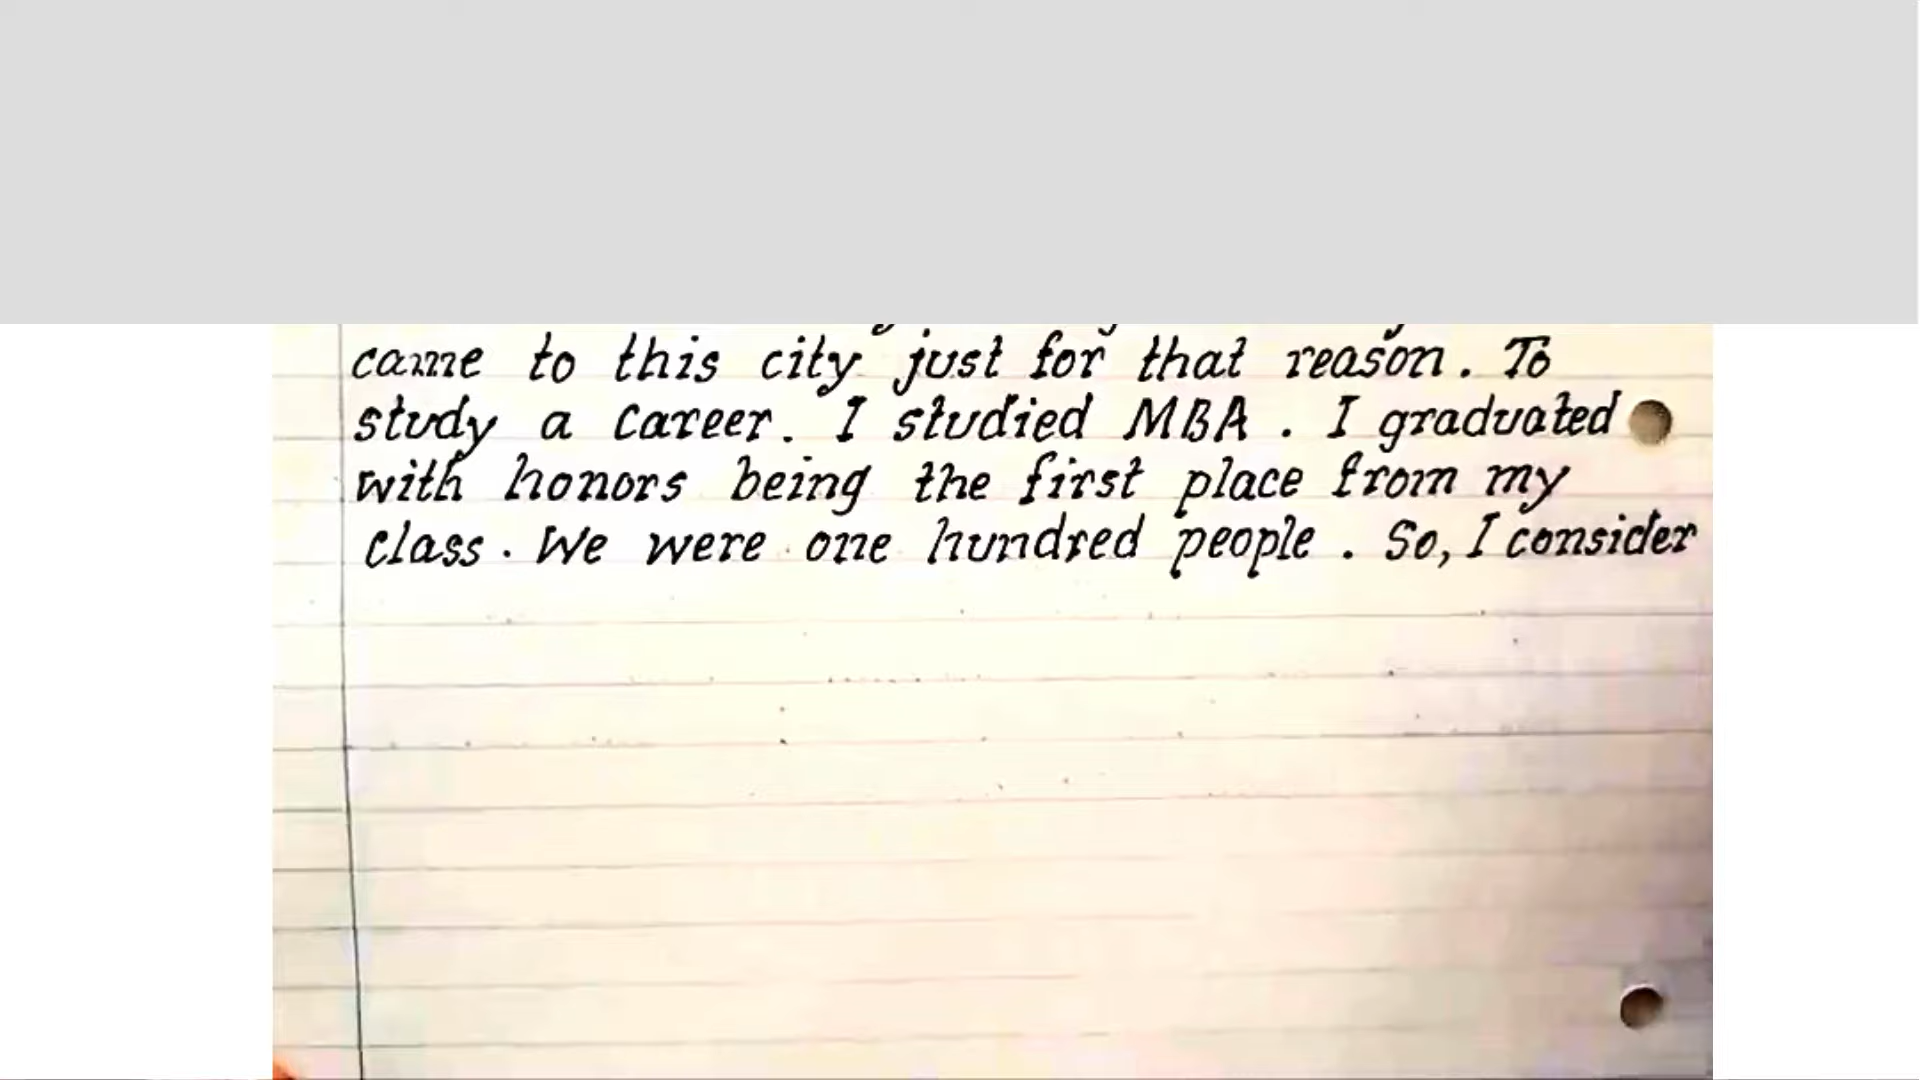 came to this city just for that reason. To
study a career. I studied MBA. I graduated
with honors being the first place from my
class. We were one hundred people. So, I consider